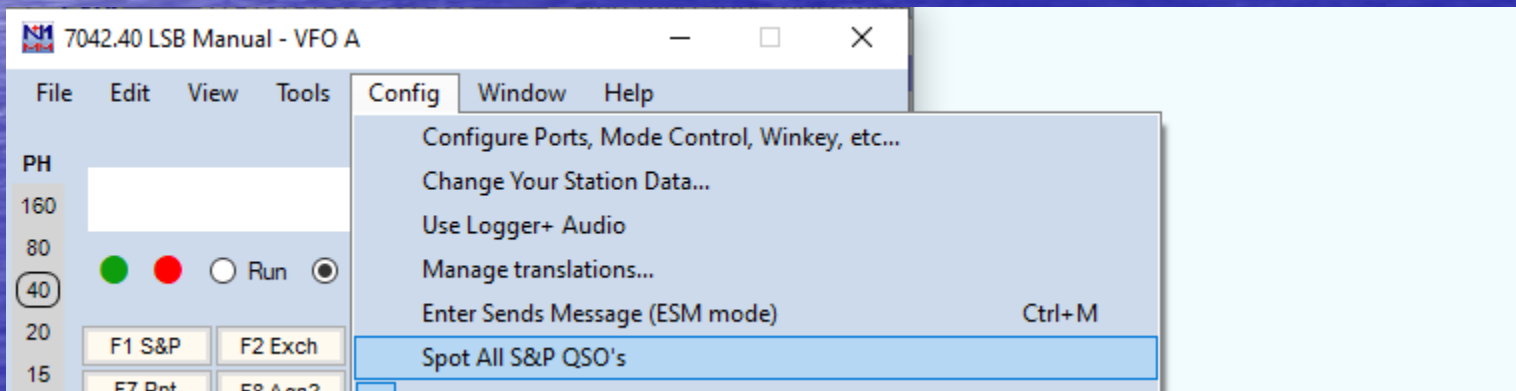 7042.40 LSB Manual - VFO A
File Edit View Tools Config Window Help
Configure Ports, Mode Control, Winkey, etc...
PH
Change Your Station Data...
160
Use Logger+ Audio
80
Run
Manage translations...
40
Enter Sends Message (ESM mode) Ctrl+M
20
F1 S&P F2 Exch
Spot All S&P QSO's
15